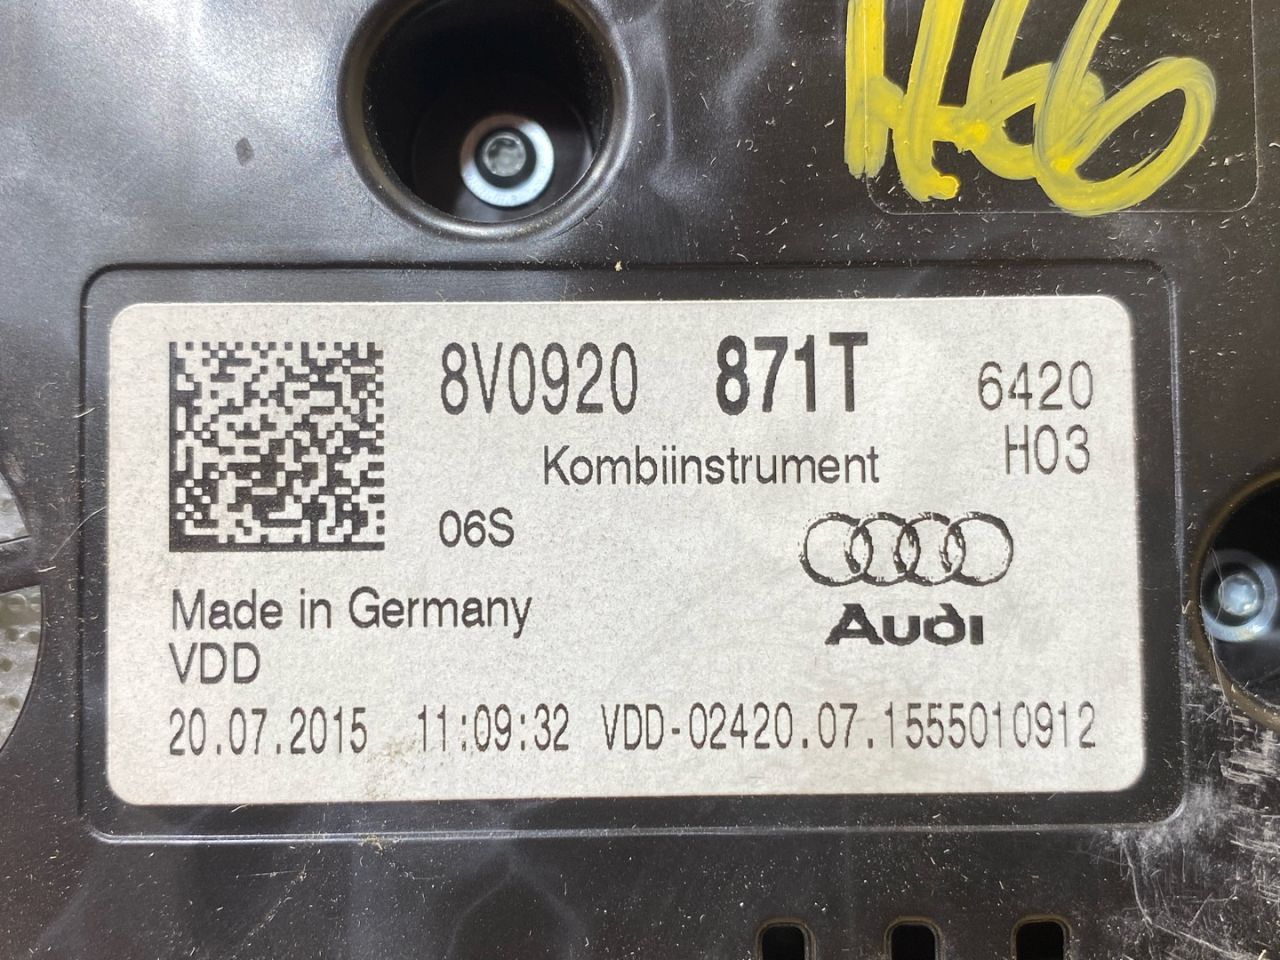 H66
8V0920 871T 6420
H03
Kombiinstrument
06S
Audi
Made in Germany
VDD
20.07.2015 11:09:32 VDD-02420.07.1555010912